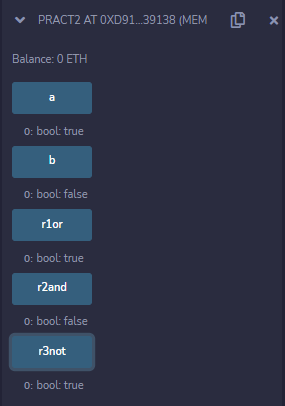 PRACT2 AT 0XD91...39138 (MEM
Balance: 0 ETH
a
0: bool: true
b
0: bool: false
r1or
0: bool: true
r2and
0: bool: false
r3not
0: bool: true